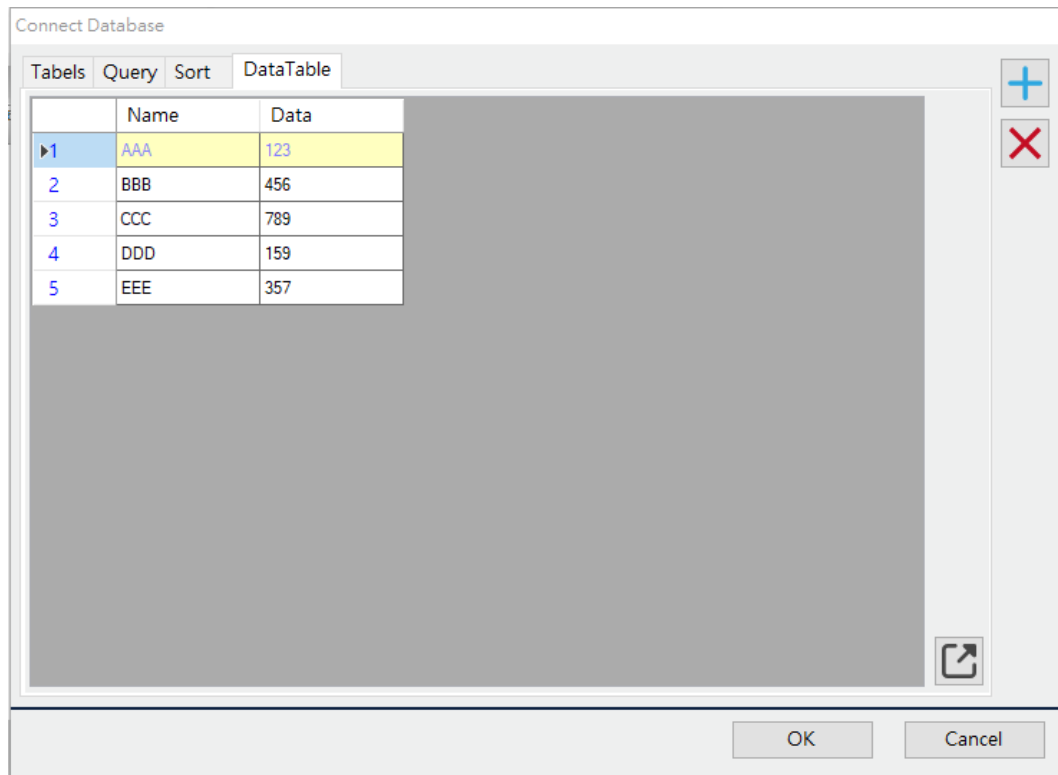 Connect Database
Tabels Query Sort DataTable
Name Data
1 AAA 123
2 BBB 456
3 CCC 789
4 DDD 159
5 EEE 357
OK Cancel